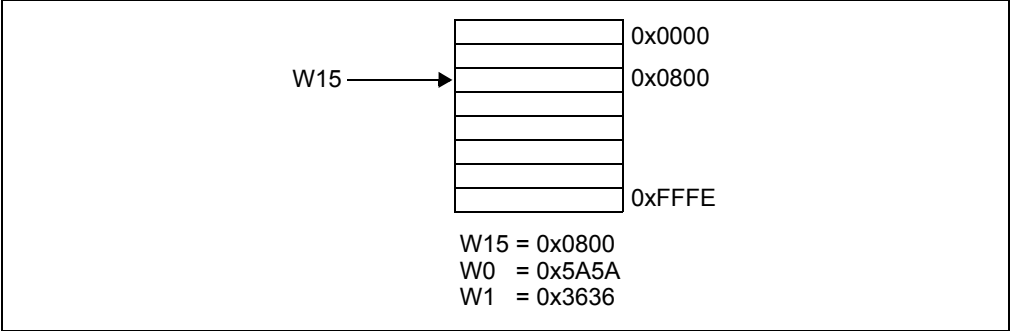 0x0000
W15
0x0800
0xFFFE
W15 = 0x0800
W0 = 0x5A5A
W1 = 0x3636